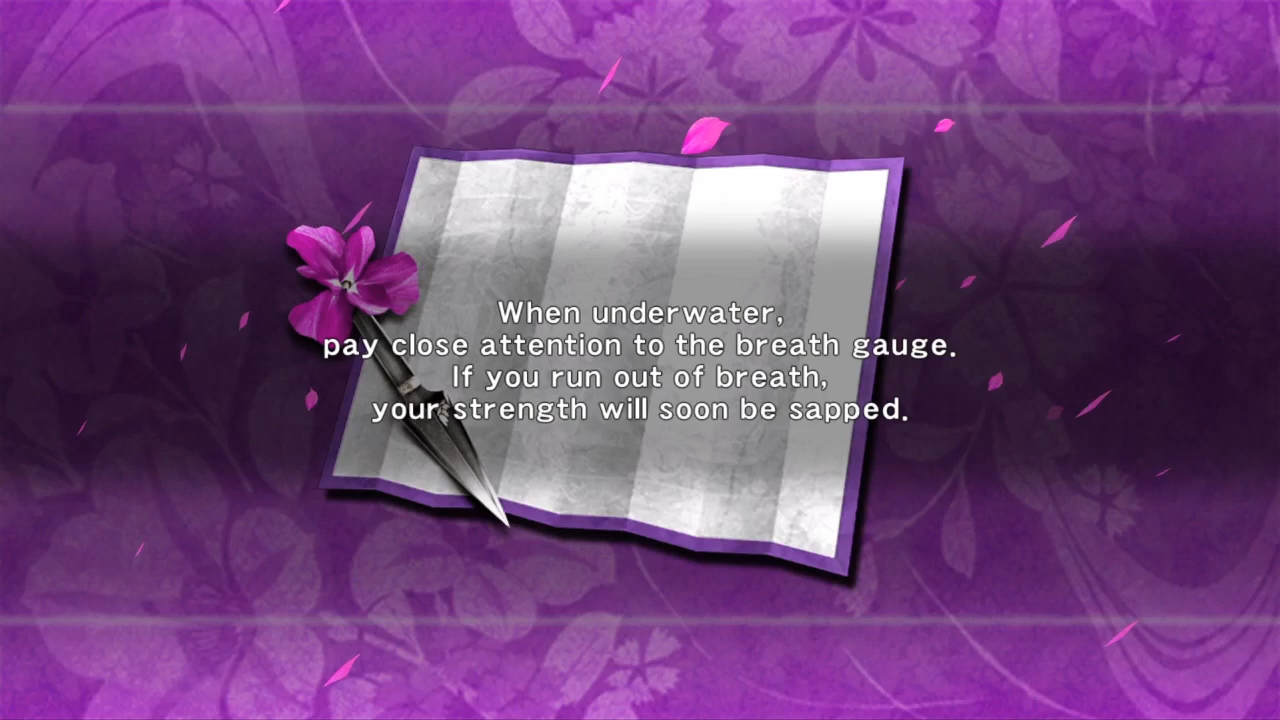 When underwater,
pay close attention to the breath gauge.
If you run out of breath,
your strength will soon be sapped.